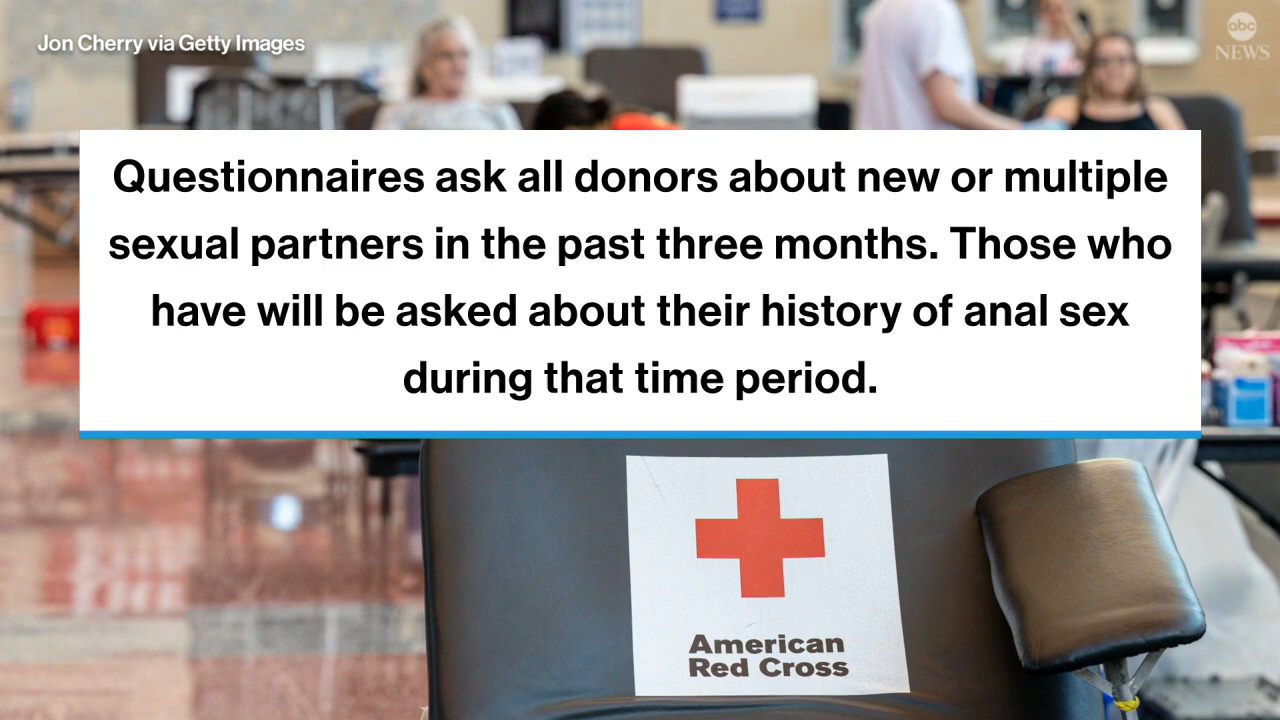 Jon Cherry via Getty Images
abc
NEWS
Questionnaires ask all donors about new or multiple
sexual partners in the past three months. Those who
have will be asked about their history of anal sex
during that time period.
American
Red Cross